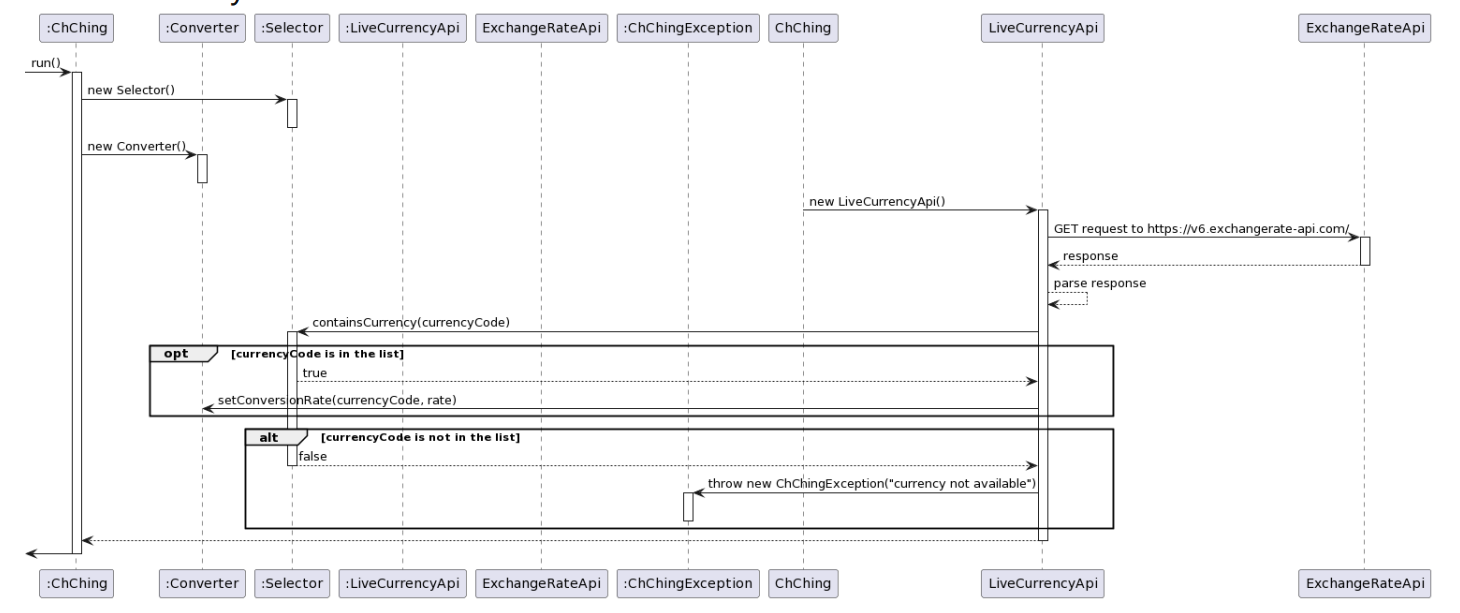 :ChChing :Converter :Selector :LiveCurrencyApi ExchangeRateApi :ChChingException ChChing LiveCurrencyApi ExchangeRateApi
run()
new Selector()
new Converter()
new LiveCurrencyApi()
GET request to https://v6.exchangerate-api.com/
response
parse response
containsCurrency(currencyCode)
opt [currencyCode is in the list]
true
setConversionRate(currencyCode, rate)
alt [currencyCode is not in the list]
false
throw new ChChingException("currency not available")
:ChChing :Converter :Selector :LiveCurrencyApi ExchangeRateApi :ChChingException ChChing LiveCurrencyApi ExchangeRateApi